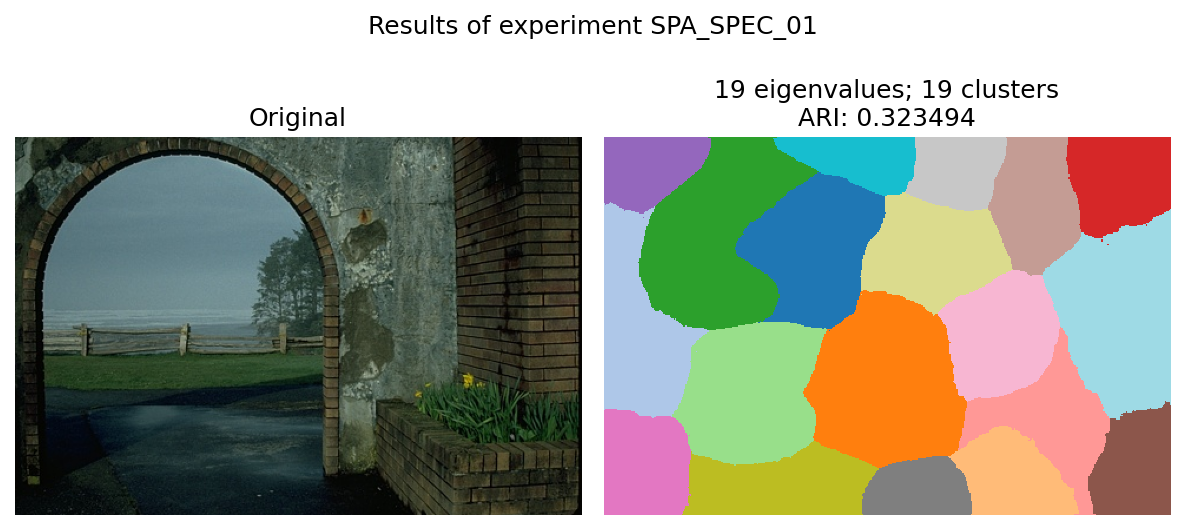 Results of experiment SPA_SPEC_01
Original
19 eigenvalues; 19 clusters
ARI: 0.323494